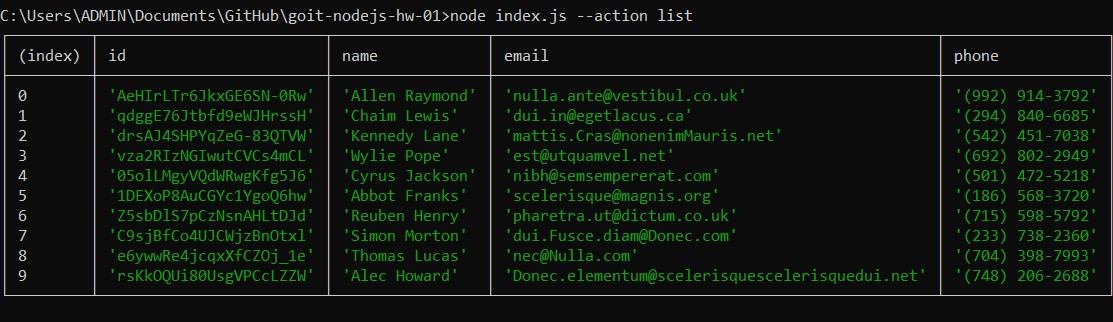 C:\Users\ADMIN\Documents\GitHub\goit-nodejs-hw-01>node index.js --action list
(index) id name email phone
0 'AeHIrLTr6JkxGE6SN-0Rw' 'Allen Raymond' 'nulla.ante@vestibul.co.uk' '(992) 914-3792'
1 'qdggE76Jtbfd9eWJHrssH' 'Chaim Lewis' 'dui.in@egetlacus.ca' '(294) 840-6685'
2 'drsAJ4SHPYqZeG-83QTVW' 'Kennedy Lane' 'mattis.Cras@nonenimMauris.net' '(542) 451-7038'
3 'vza2RIzNGIwutCVCs4mCL' 'Wylie Pope' 'est@utquamvel.net' '(692) 802-2949'
4 '05olLMgyVQdWRwgKfg5J6' 'Cyrus Jackson' 'nibh@semsempererat.com' '(501) 472-5218'
5 '1DEXoP8AuCGYc1YgoQ6hw' 'Abbot Franks' 'scelerisque@magnis.org' '(186) 568-3720'
6 'Z5sbDlS7pCzNsnAHLtDJd' 'Reuben Henry' 'pharetra.ut@dictum.co.uk' '(715) 598-5792'
7 'C9sjBfCo4UJCWjzBnOtxl' 'Simon Morton' 'dui.Fusce.diam@Donec.com' '(233) 738-2360'
8 'e6ywwRe4jcqxXfCZOj_1e' 'Thomas Lucas' 'nec@Nulla.com' '(704) 398-7993'
9 'rsKkOQUi80UsgVPCcLZZW' 'Alec Howard' 'Donec.elementum@scelerisquescelerisquedui.net' '(748) 206-2688'